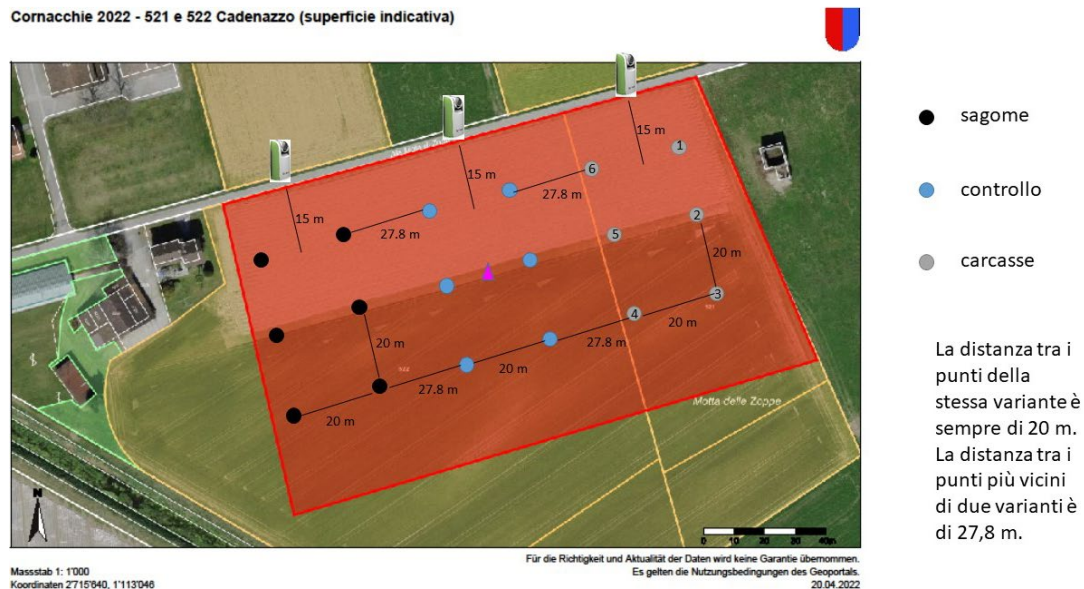 Cornacchie 2022 - 521 e 522 Cadenazzo (superficie indicativa)
15 m
15 m
15 m
1
6
27.8 m
2
27.8 m
5
20 m
3
4
20 m
20 m
27.8 m
20 m
27.8 m
20 m
Motta delle Zoppe
N
0 10 20 30 40m
sagome
controllo
carcasse
La distanza tra i
punti della
stessa variante è
sempre di 20 m.
La distanza tra i
punti più vicini
di due varianti è
di 27,8 m.
Massstab 1: 1'000
Koordinaten 2'715'640, 1'113'046
Für die Richtigkeit und Aktualität der Daten wird keine Garantie übernommen.
Es gelten die Nutzungsbedingungen des Geoportals.
20.04.2022